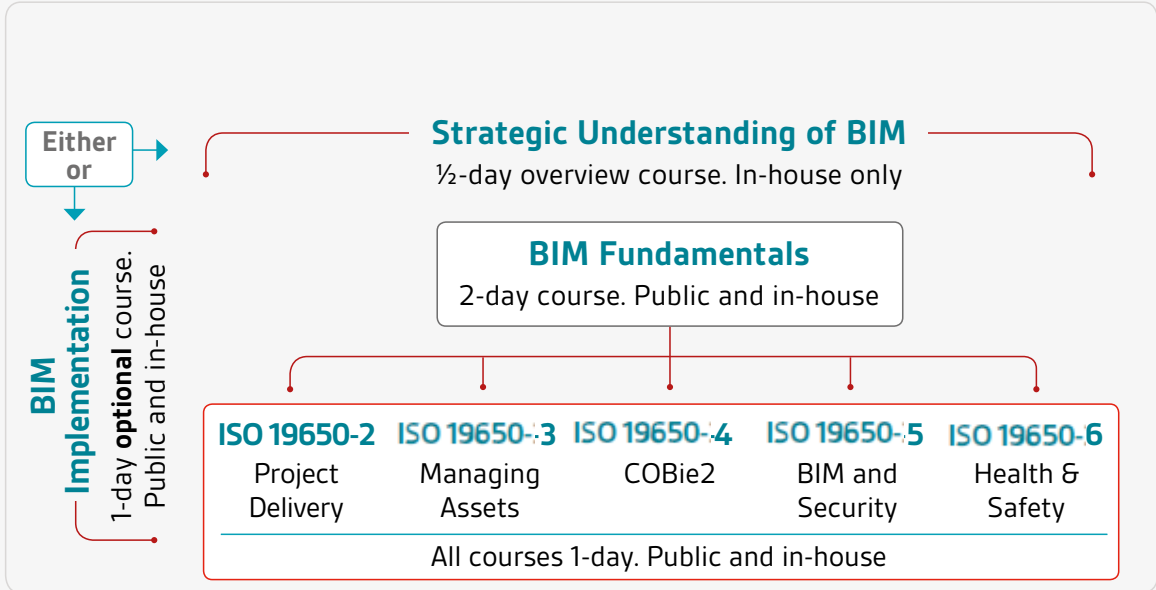 Either
or
Strategic Understanding of BIM
½-day overview course. In-house only
BIM
Implementation
1-day optional course.
Public and in-house
BIM Fundamentals
2-day course. Public and in-house
ISO 19650-2
Project
Delivery
ISO 19650-3
Managing
Assets
ISO 19650-4
COBie2
ISO 19650-5
BIM and
Security
ISO 19650-6
Health &
Safety
All courses 1-day. Public and in-house